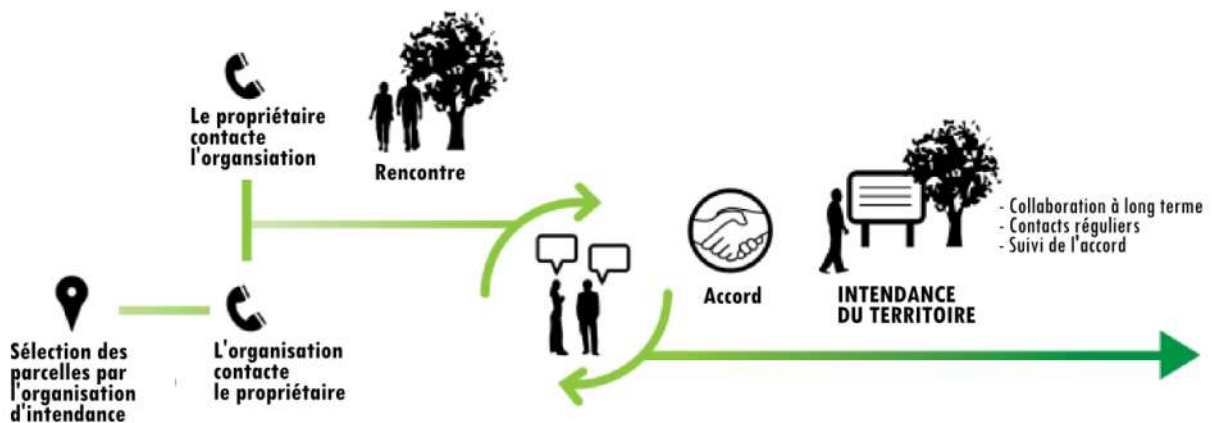 Le propriétaire
contacte
l'organsiation
Rencontre
Sélection des
parcelles par
l'organisation
d'intendance
L'organisation
contacte
le propriétaire
Accord
INTENDANCE
DU TERRITOIRE
- Collaboration à long terme
- Contacts réguliers
- Suivi de l'accord